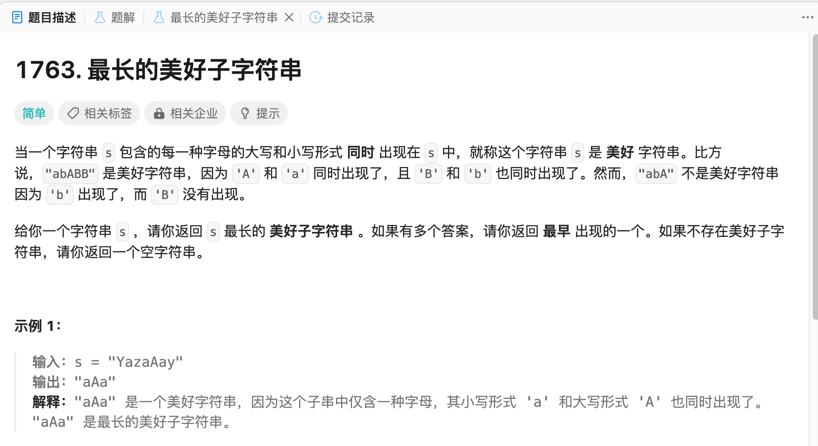 题目描述 题解 最长的美好子字符串 提交记录
1763. 最长的美好子字符串
简单 相关标签 相关企业 提示
当一个字符串 s 包含的每一种字母的大写和小写形式 同时 出现在 s 中，就称这个字符串 s 是 美好 字符串。比方
说，"abABB" 是美好字符串，因为 'A' 和 'a' 同时出现了，且 'B' 和 'b' 也同时出现了。然而，"abA" 不是美好字符串
因为 'b' 出现了，而 'B' 没有出现。
给你一个字符串 s ，请你返回 s 最长的 美好子字符串 。如果有多个答案，请你返回 最早 出现的一个。如果不存在美好子字
符串，请你返回一个空字符串。
示例 1：
输入：s = "YazaAay"
输出："aAa"
解释："aAa" 是一个美好字符串，因为这个子串中仅含一种字母，其小写形式 'a' 和大写形式 'A' 也同时出现了。
"aAa" 是最长的美好子字符串。